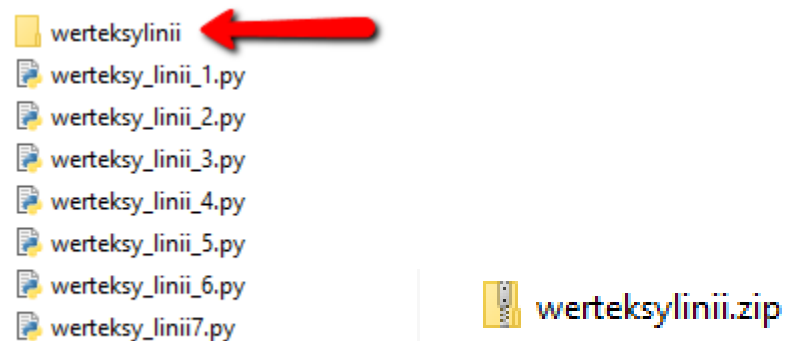 werteksylinii
werteksy_linii_1.py
werteksy_linii_2.py
werteksy_linii_3.py
werteksy_linii_4.py
werteksy_linii_5.py
werteksy_linii_6.py
werteksy_linii7.py
werteksylinii.zip